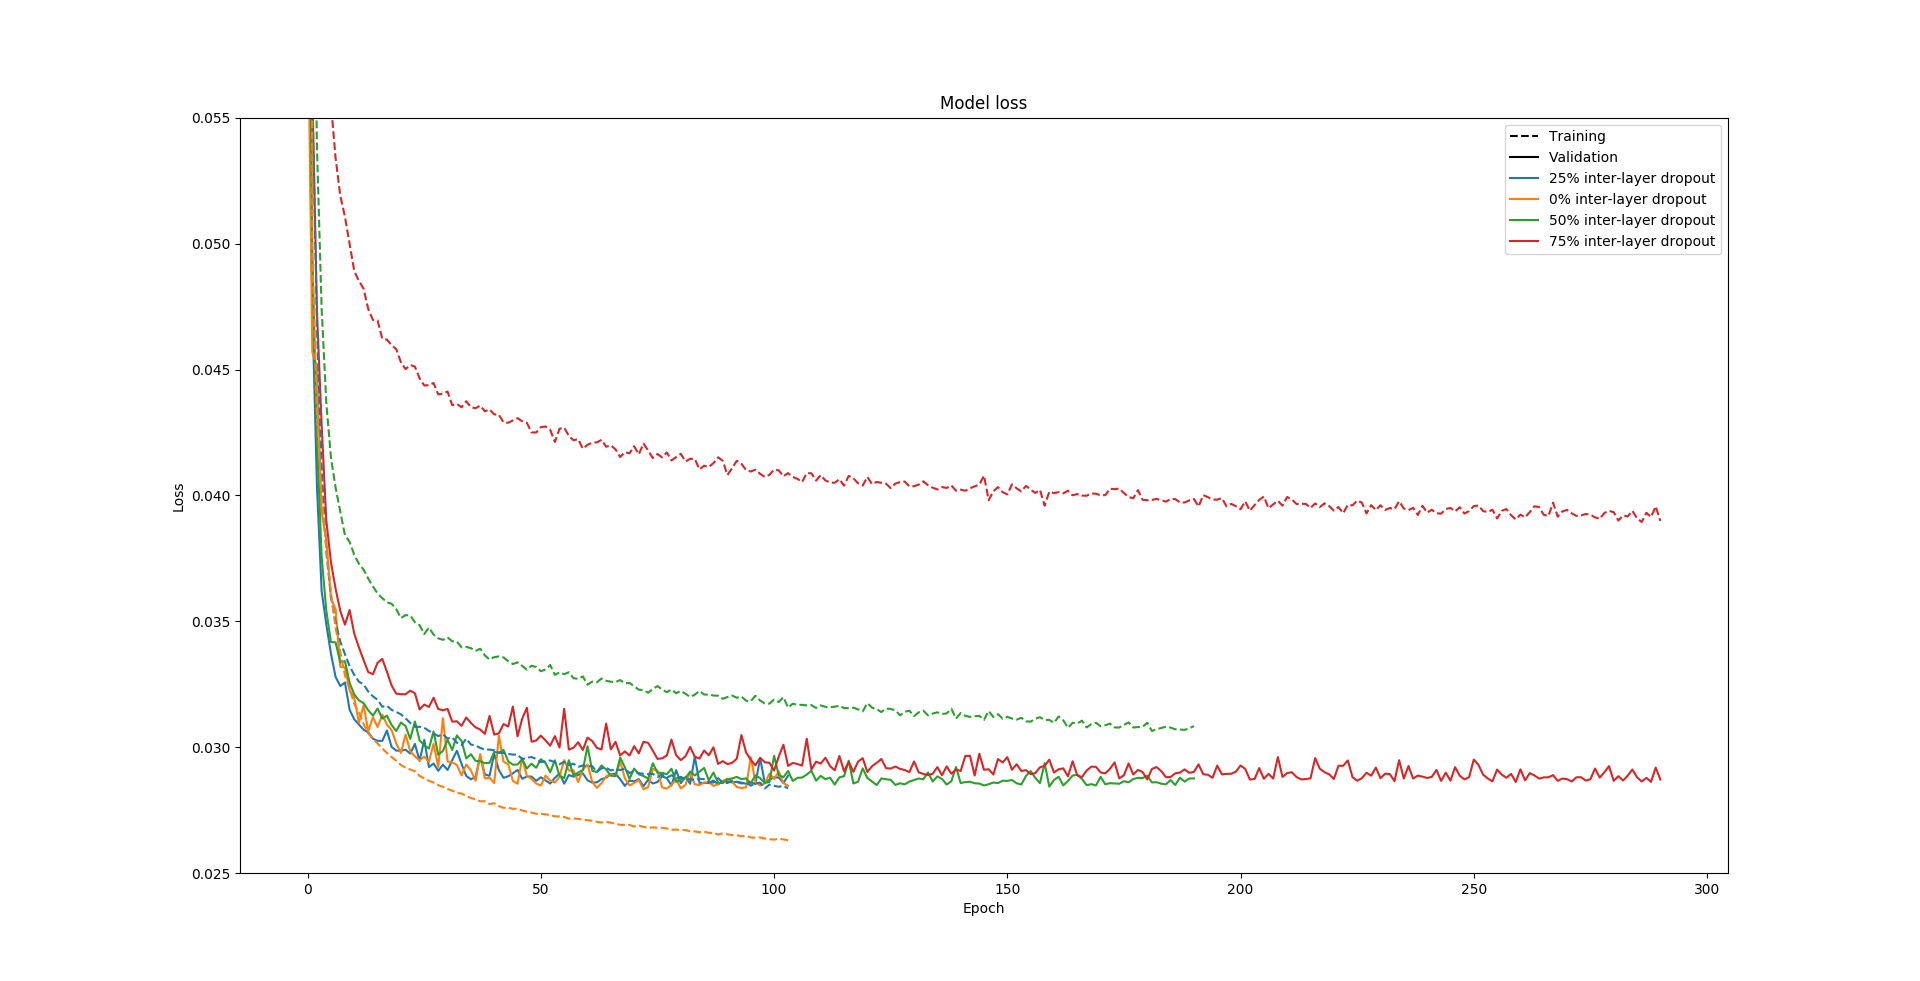 Model loss
0.055
0.050
0.045
0.040
0.035
0.030
0.025
Loss
Training
Validation
25% inter-layer dropout
0% inter-layer dropout
50% inter-layer dropout
75% inter-layer dropout
0 50 100 150 200 250 300
Epoch